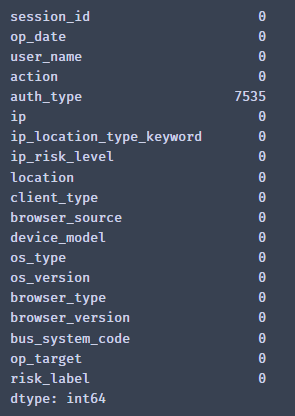 session_id 0
op_date 0
user_name 0
action 0
auth_type 7535
ip 0
ip_location_type_keyword 0
ip_risk_level 0
location 0
client_type 0
browser_source 0
device_model 0
os_type 0
os_version 0
browser_type 0
browser_version 0
bus_system_code 0
op_target 0
risk_label 0
dtype: int64